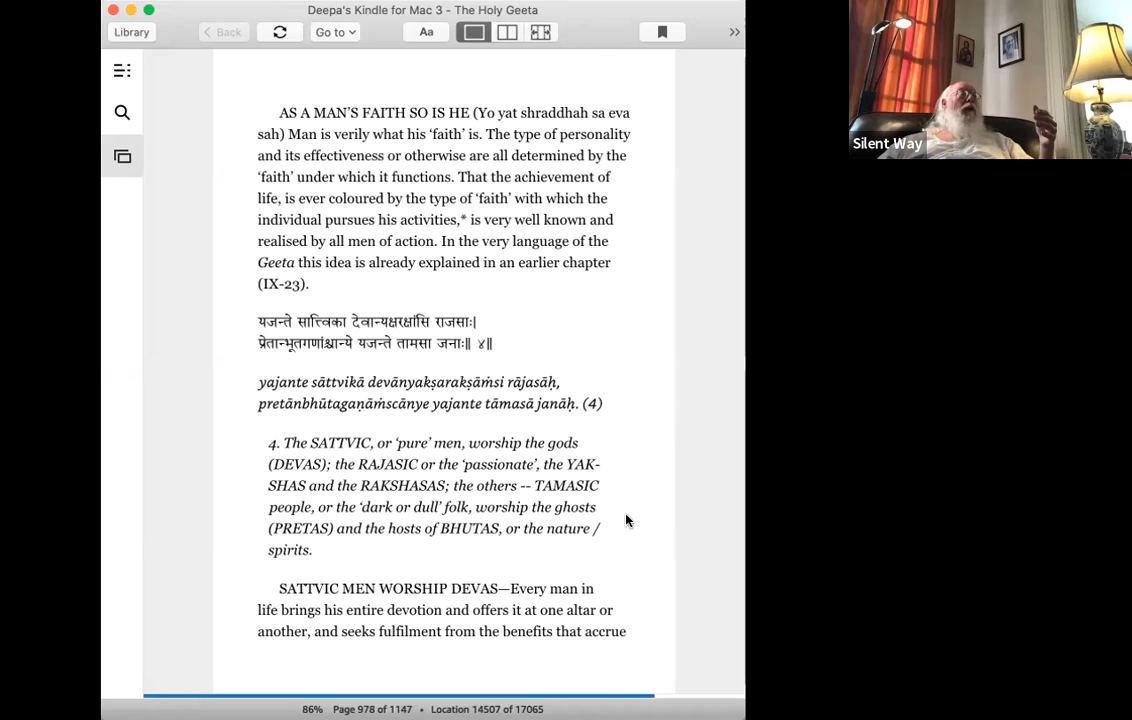 Deepa's Kindle for Mac 3 - The Holy Geeta
Library
Back
Go to
Aa
AS A MAN'S FAITH SO IS HE (Yo yat shraddhah sa eva
sah) Man is verily what his 'faith' is. The type of personality
and its effectiveness or otherwise are all determined by the
'faith' under which it functions. That the achievement of
life, is ever coloured by the type of 'faith' with which the
individual pursues his activities,* is very well known and
realised by all men of action. In the very language of the
Geeta this idea is already explained in an earlier chapter
(IX-23).
यजन्ते सात्त्विका देवान्यक्षरक्षांसि राजसाः।
प्रेतान्भूतगणांश्चान्ये यजन्ते तामसा जनाः॥ ४॥
yajante sāttvikā devānyakṣarakṣāṁsi rājasāḥ,
pretānbhūtagaṇāṁscānye yajante tāmasā janāḥ. (4)
4. The SATTVIC, or 'pure' men, worship the gods
(DEVAS); the RAJASIC or the 'passionate', the YAK-
SHAS and the RAKSHASAS; the others -- TAMASIC
people, or the 'dark or dull' folk, worship the ghosts
(PRETAS) and the hosts of BHUTAS, or the nature /
spirits.
SATTVIC MEN WORSHIP DEVAS—Every man in
life brings his entire devotion and offers it at one altar or
another, and seeks fulfilment from the benefits that accrue
86% Page 978 of 1147 • Location 14507 of 17065
Silent Way